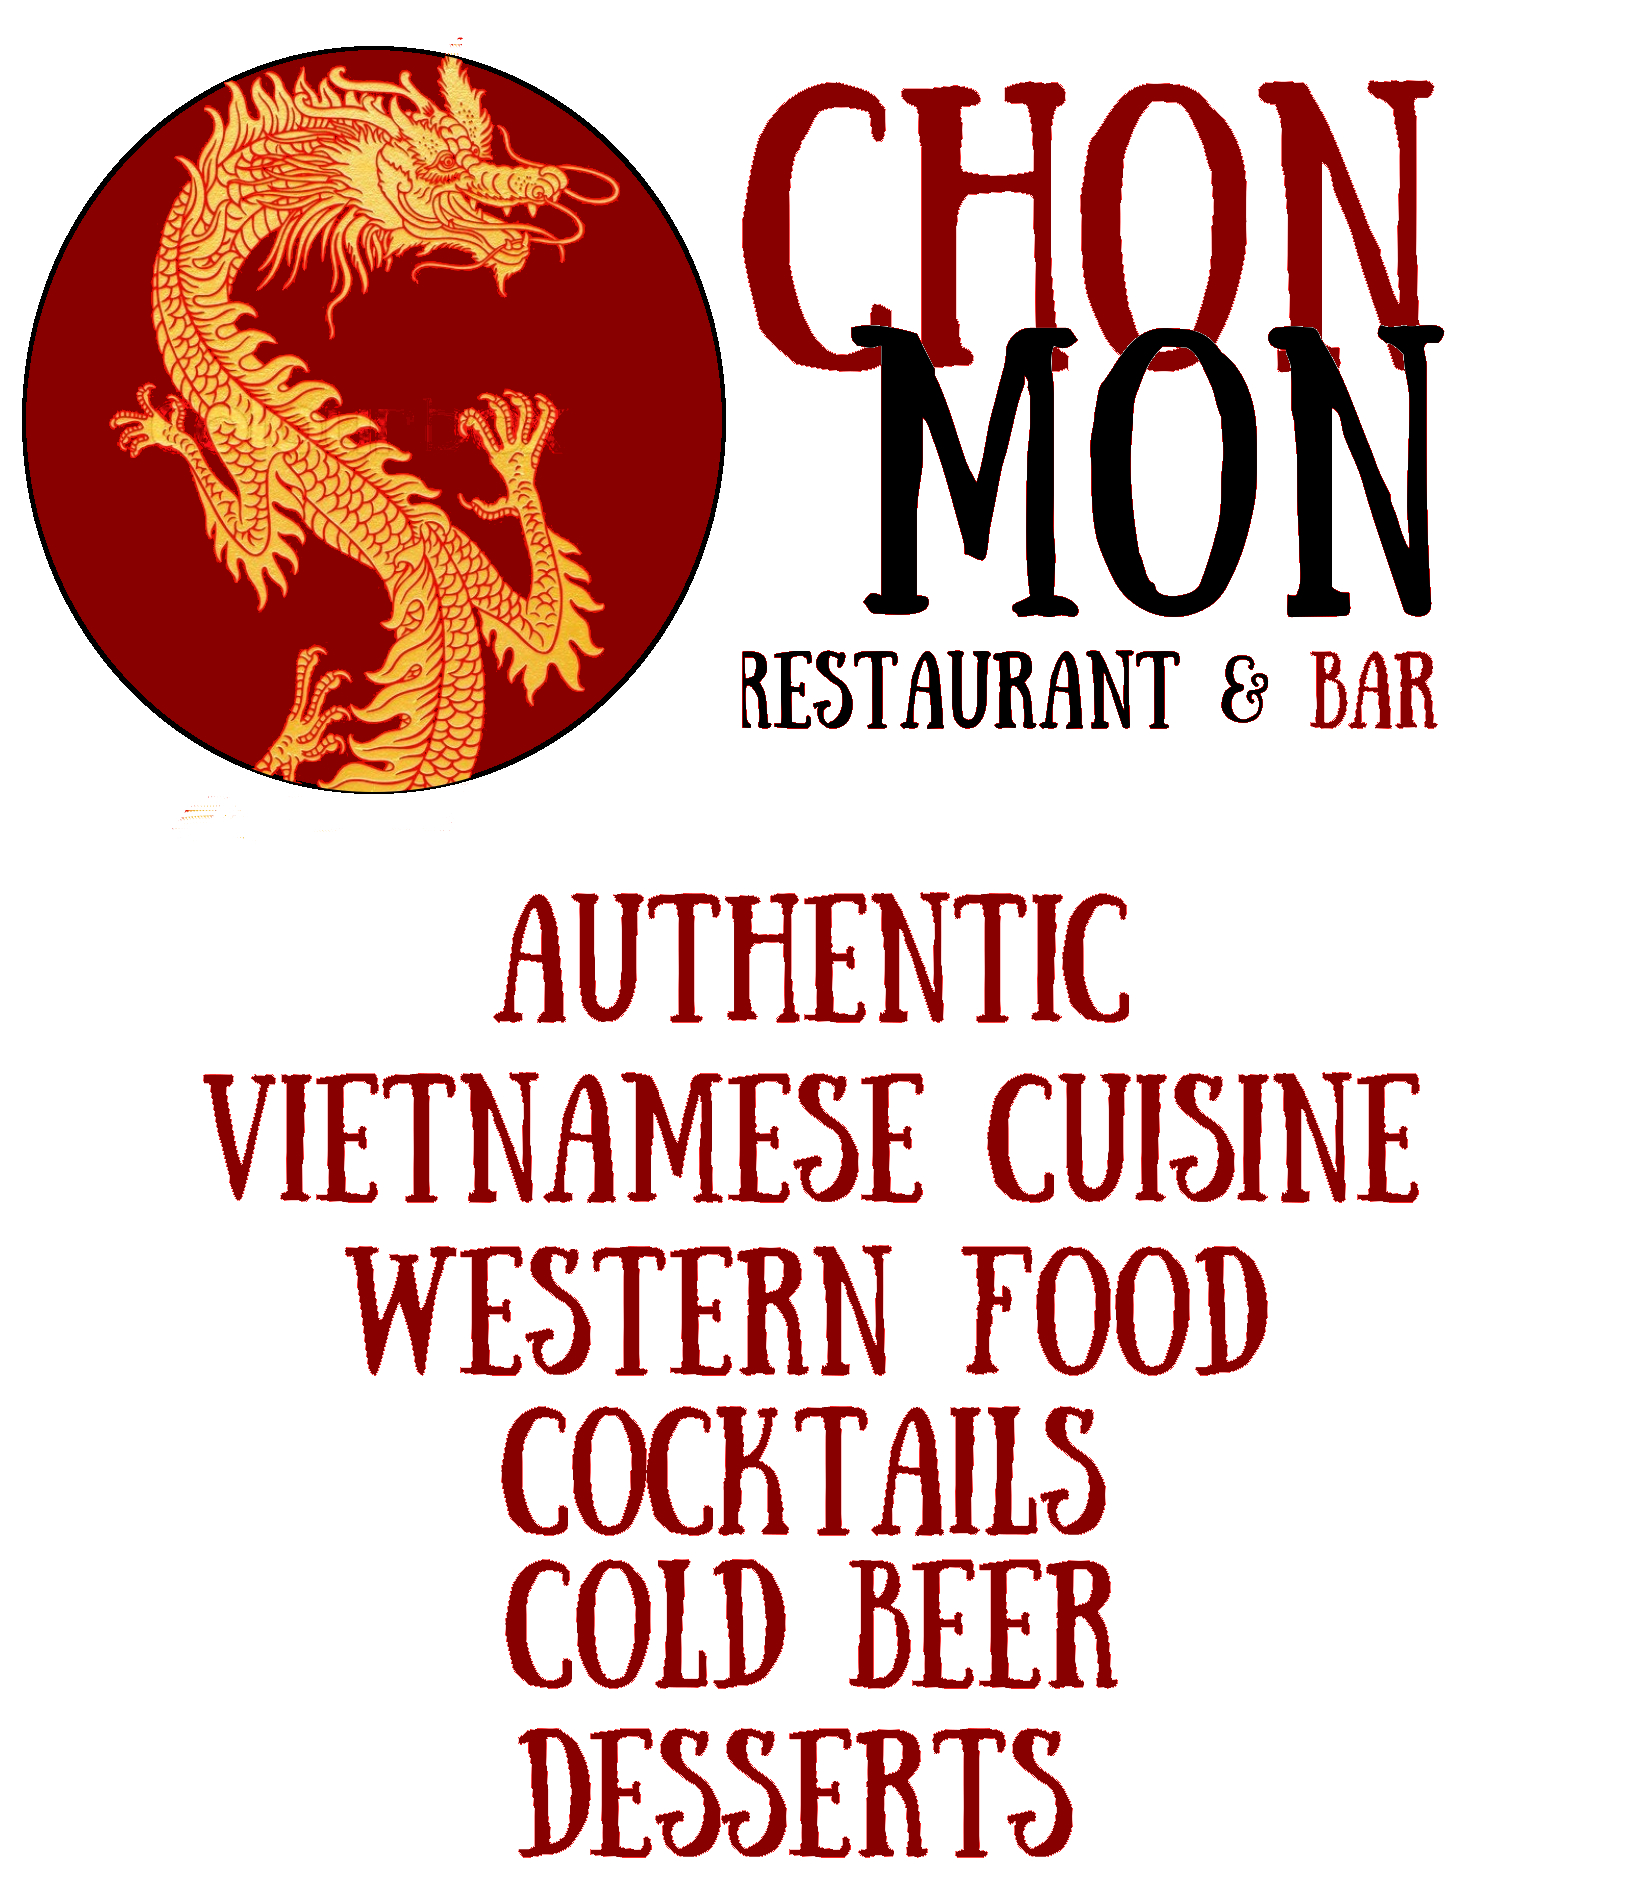 CHON
MON
RESTAURANT & BAR
AUTHENTIC
VIETNAMESE CUISINE
WESTERN FOOD
COCKTAILS
COLD BEER
DESSERTS